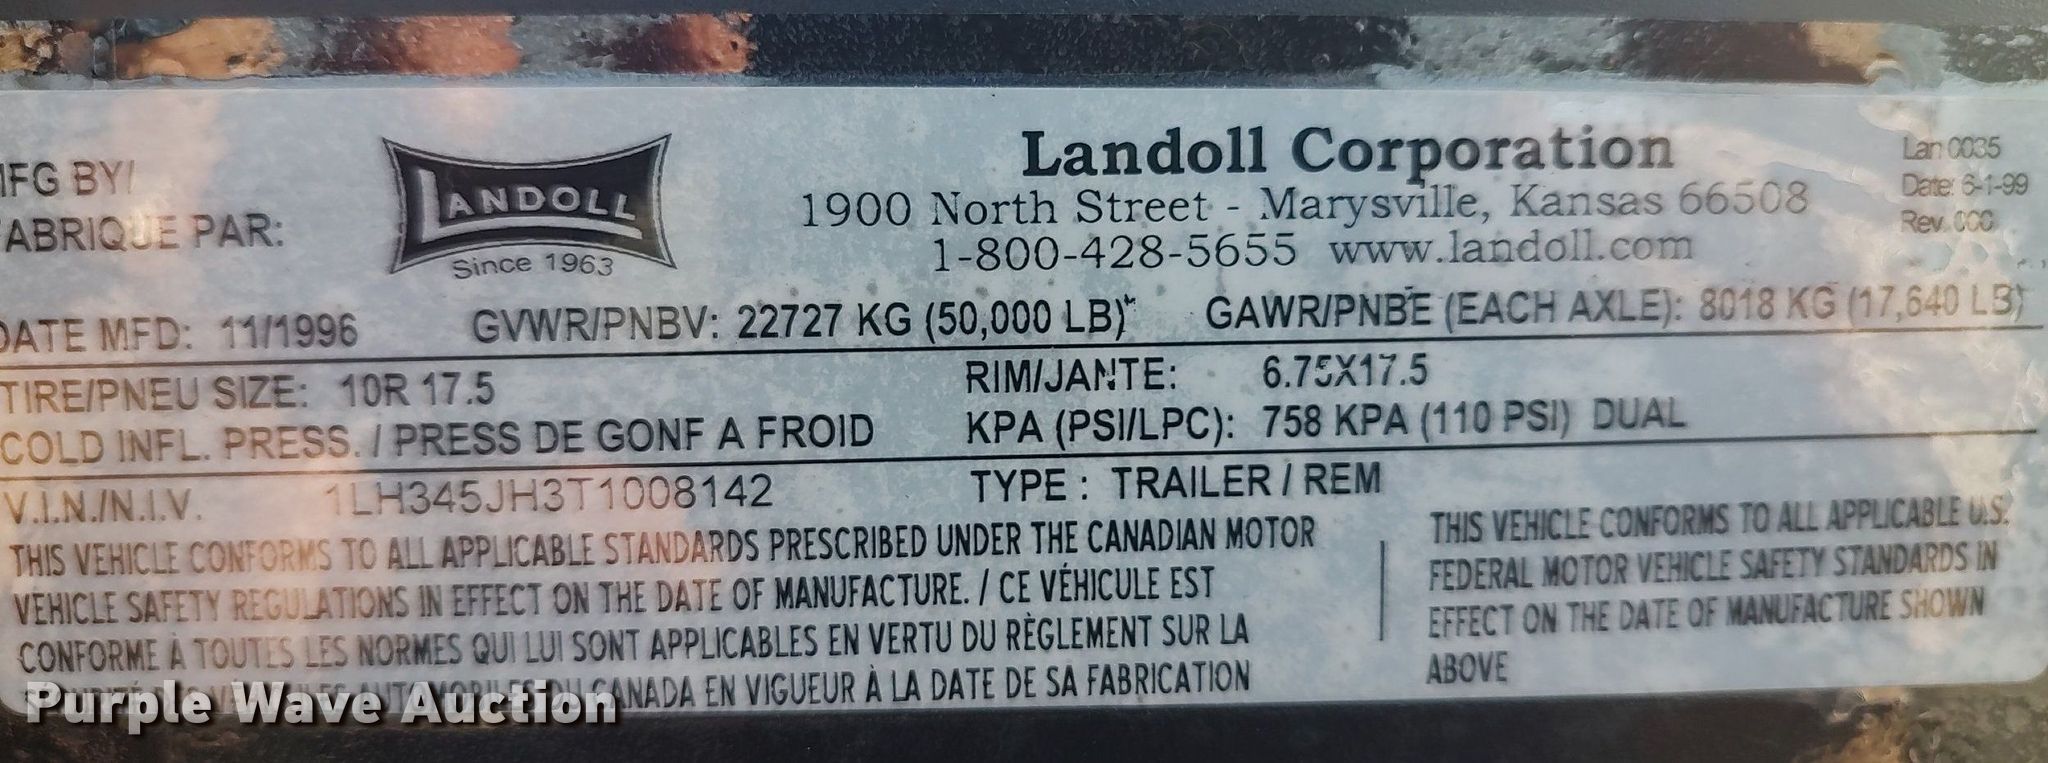 MFG BY/
FABRIQUE PAR:
LANDOLL
Since 1963
Landoll Corporation
1900 North Street - Marysville, Kansas 66508
1-800-428-5655 www.landoll.com
Lan 0035
Date: 6-1-99
Rev. 000
DATE MFD: 11/1996 GVWR/PNBV: 22727 KG (50,000 LB) GAWR/PNBE (EACH AXLE): 8018 KG (17,640 LB)
TIRE/PNEU SIZE: 10R 17.5 RIM/JANTE: 6.75X17.5
COLD INFL. PRESS. / PRESS DE GONF A FROID KPA (PSI/LPC): 758 KPA (110 PSI) DUAL
V.I.N./N.I.V. 1LH345JH3T1008142 TYPE : TRAILER / REM
THIS VEHICLE CONFORMS TO ALL APPLICABLE STANDARDS PRESCRIBED UNDER THE CANADIAN MOTOR
VEHICLE SAFETY REGULATIONS IN EFFECT ON THE DATE OF MANUFACTURE. / CE VÉHICULE EST
CONFORME À TOUTES LES NORMES QUI LUI SONT APPLICABLES EN VERTU DU RÈGLEMENT SUR LA
AUTOMOBILES DU CANADA EN VIGUEUR À LA DATE DE SA FABRICATION
THIS VEHICLE CONFORMS TO ALL APPLICABLE U.S.
FEDERAL MOTOR VEHICLE SAFETY STANDARDS IN
EFFECT ON THE DATE OF MANUFACTURE SHOWN
ABOVE
Purple Wave Auction